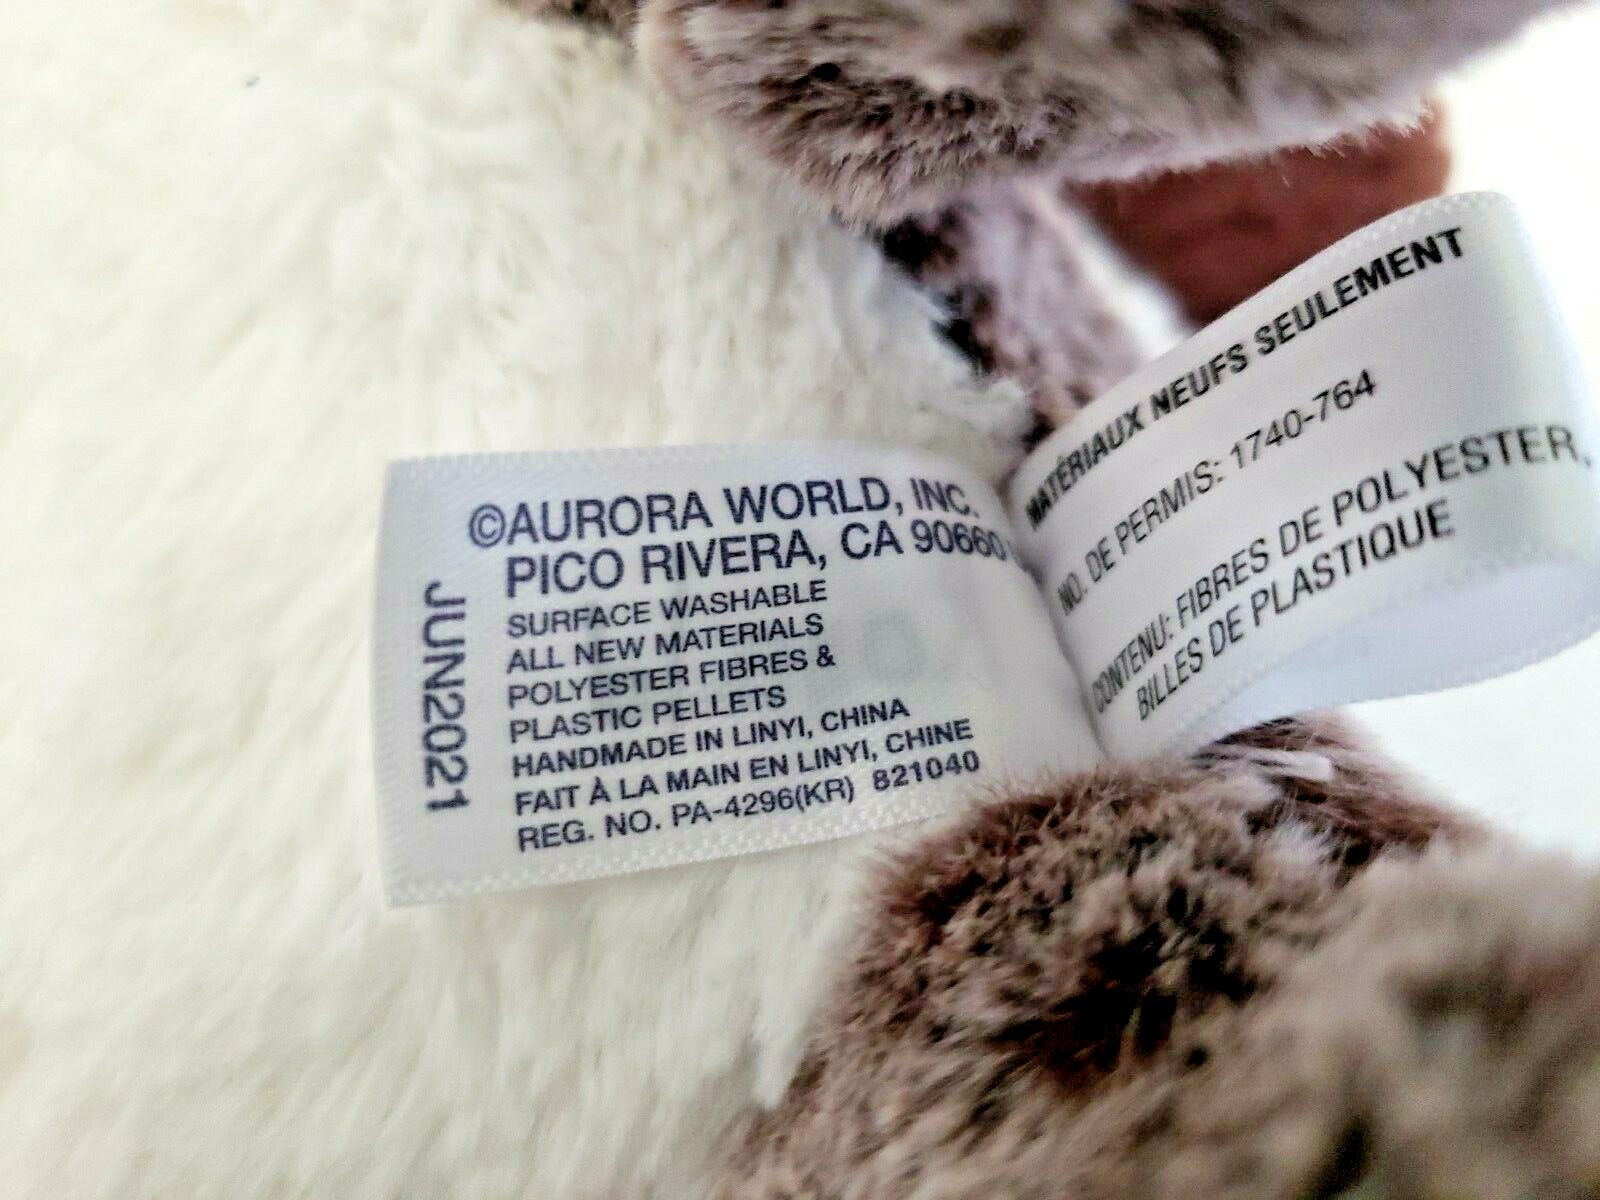 ©AURORA WORLD, INC.
PICO RIVERA, CA 90660
SURFACE WASHABLE
ALL NEW MATERIALS
POLYESTER FIBRES &
PLASTIC PELLETS
HANDMADE IN LINYI, CHINA
FAIT À LA MAIN EN LINYI, CHINE
REG. NO. PA-4296(KR) 821040
JUN2021
MATÉRIAUX NEUFS SEULEMENT
NO. DE PERMIS: 1740-764
CONTENU: FIBRES DE POLYESTER,
BILLES DE PLASTIQUE